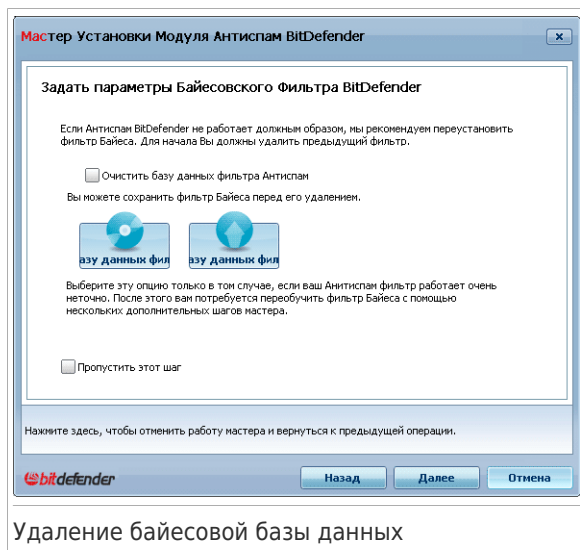 Мастер Установки Модуля Антиспам BitDefender
x
Задать параметры Байесовского Фильтра BitDefender
Если Антиспам BitDefender не работает должным образом, мы рекомендуем переустановить
фильтр Байеса. Для начала Вы должны удалить предыдущий фильтр.
Очистить базу данных фильтра Антиспам
Вы можете сохранить фильтр Байеса перед его удалением.
азу данных фил азу данных фил
Выберите эту опцию только в том случае, если ваш Анитиспам фильтр работает очень
неточно. После этого вам потребуется переобучить фильтр Байеса с помощью
нескольких дополнительных шагов мастера.
Пропустить этот шаг
Нажмите здесь, чтобы отменить работу мастера и вернуться к предыдущей операции.
bitdefender
Назад Далее Отмена
Удаление байесовой базы данных